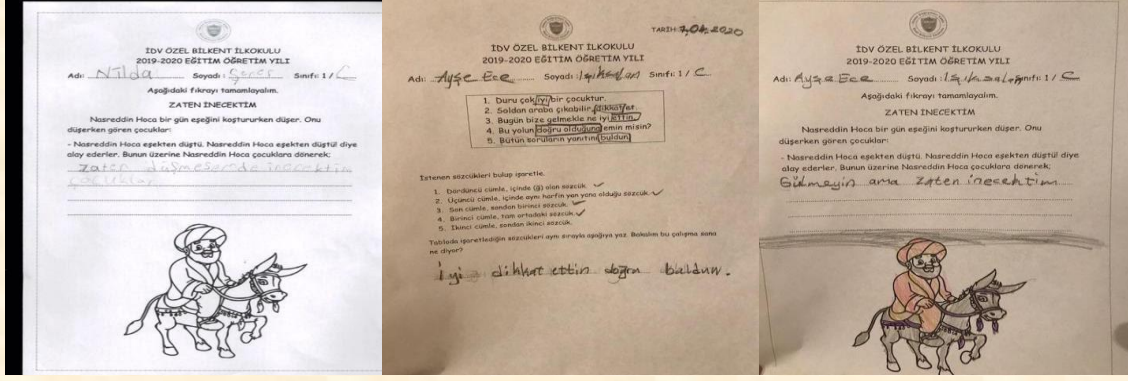 İDV ÖZEL BİLKENT İLKOKULU
2019-2020 EĞİTİM ÖĞRETİM YILI
Adı: Nilda Soyadı: Sınıfı: 1 / C
Aşağıdaki fıkrayı tamamlayalım.
ZATEN İNECEKTİM
Nasreddin Hoca bir gün eşeğini koştururken düşer. Onu
düşerken gören çocuklar:
- Nasreddin Hoca eşekten düştü. Nasreddin Hoca eşekten düştü! diye
alay ederler. Bunun üzerine Nasreddin Hoca çocuklara dönerek;
zaten
çocuklar
TARİH:
İDV ÖZEL BİLKENT İLKOKULU
2019-2020 EĞİTİM ÖĞRETİM YILI
Adı: Ayşe Ece Soyadı: Sınıfı: 1 / C
1. Duru çok iyi bir çocuktur.
2. Soldan araba çıkabilir, dikkat et.
3. Bugün bize gelmekle ne iyi ettin.
4. Bu yolun doğru olduğuna emin misin?
5. Bütün soruların yanıtını buldun.
İstenen sözcükleri bulup işaretle.
1. Dördüncü cümle, içinde (ğ) olan sözcük.
2. Üçüncü cümle, içinde aynı harfin yan yana olduğu sözcük.
3. Son cümle, sondan birinci sözcük.
4. Birinci cümle, tam ortadaki sözcük.
5. İkinci cümle, sondan ikinci sözcük.
Tabloda işaretlediğin sözcükleri aynı sırayla aşağıya yaz. Bakalım bu çalışma sana
ne diyor?
İyi dikkat ettin doğru buldun.
İDV ÖZEL BİLKENT İLKOKULU
2019-2020 EĞİTİM ÖĞRETİM YILI
Adı: Ayşe Ece Soyadı: Sınıfı: 1 / C
Aşağıdaki fıkrayı tamamlayalım.
ZATEN İNECEKTİM
Nasreddin Hoca bir gün eşeğini koştururken düşer. Onu
düşerken gören çocuklar:
- Nasreddin Hoca eşekten düştü. Nasreddin Hoca eşekten düştü! diye
alay ederler. Bunun üzerine Nasreddin Hoca çocuklara dönerek;
Gülmeyin ama zaten inecektim